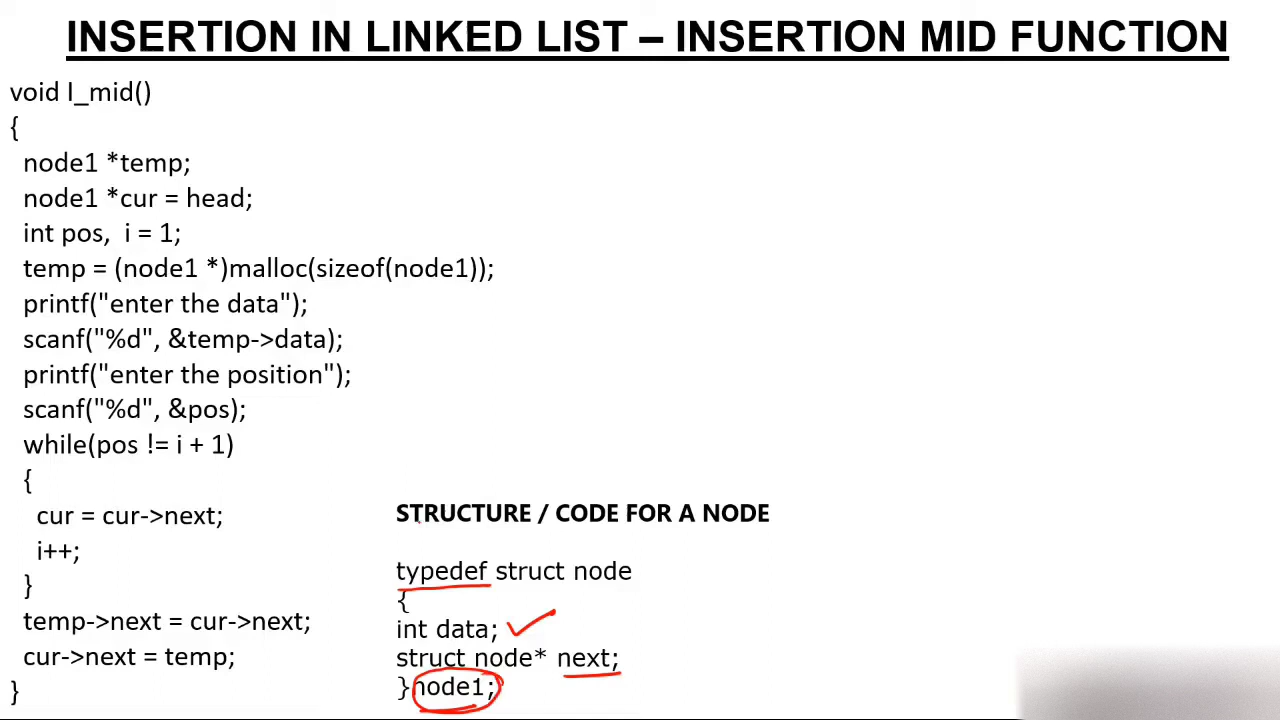 INSERTION IN LINKED LIST – INSERTION MID FUNCTION
void I_mid()
{
node1 *temp;
node1 *cur = head;
int pos, i = 1;
temp = (node1 *)malloc(sizeof(node1));
printf("enter the data");
scanf("%d", &temp->data);
printf("enter the position");
scanf("%d", &pos);
while(pos != i + 1)
{
cur = cur->next;
i++;
}
temp->next = cur->next;
cur->next = temp;
}
STRUCTURE / CODE FOR A NODE
typedef struct node
{
int data;
struct node* next;
}node1;